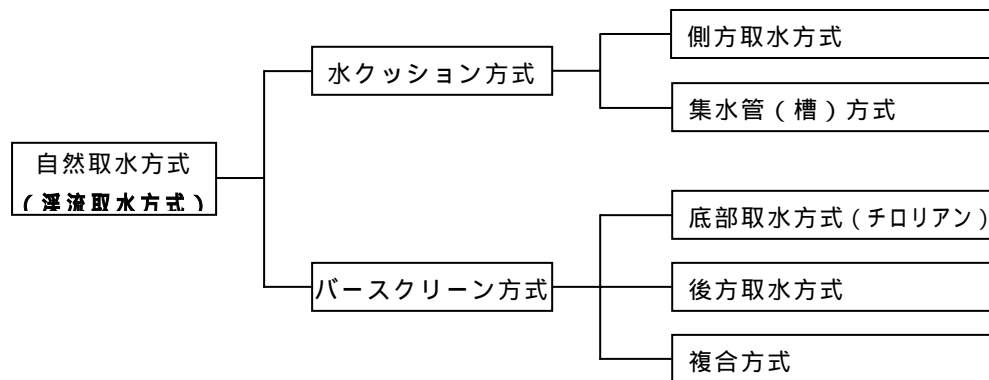 側方取水方式
水クッション方式
集水管（槽）方式
自然取水方式
（渓流取水方式）
底部取水方式（チロリアン）
バースクリーン方式
後方取水方式
複合方式